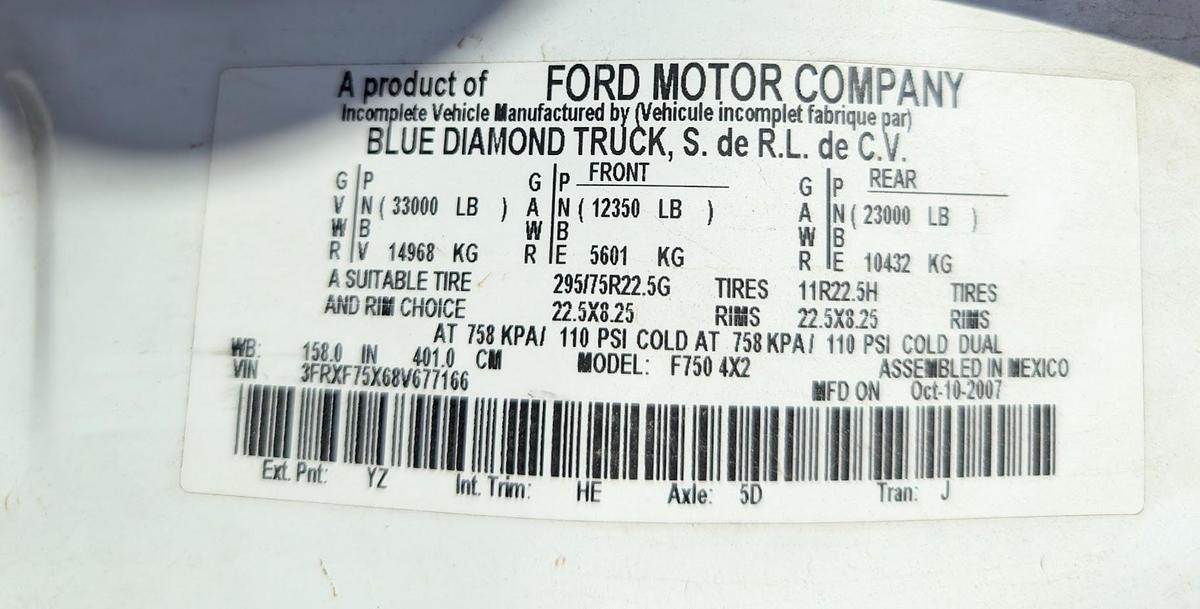 A product of FORD MOTOR COMPANY
Incomplete Vehicle Manufactured by (Vehicule incomplet fabrique par)
BLUE DIAMOND TRUCK, S. de R.L. de C.V.
G P G P FRONT G P REAR
V N ( 33000 LB ) A N ( 12350 LB ) A N ( 23000 LB )
W B W B W B
R V 14968 KG R E 5601 KG R E 10432 KG
A SUITABLE TIRE 295/75R22.5G TIRES 11R22.5H TIRES
AND RIM CHOICE 22.5X8.25 RIMS 22.5X8.25 RIMS
AT 758 KPA/ 110 PSI COLD AT 758 KPA/ 110 PSI COLD DUAL
WB: 158.0 IN 401.0 CM MODEL: F750 4X2 ASSEMBLED IN MEXICO
VIN 3FRXF75X68V677166 MFD ON Oct-10-2007
Ext. Pnt: YZ Int. Trim: HE Axle: 5D Tran: J